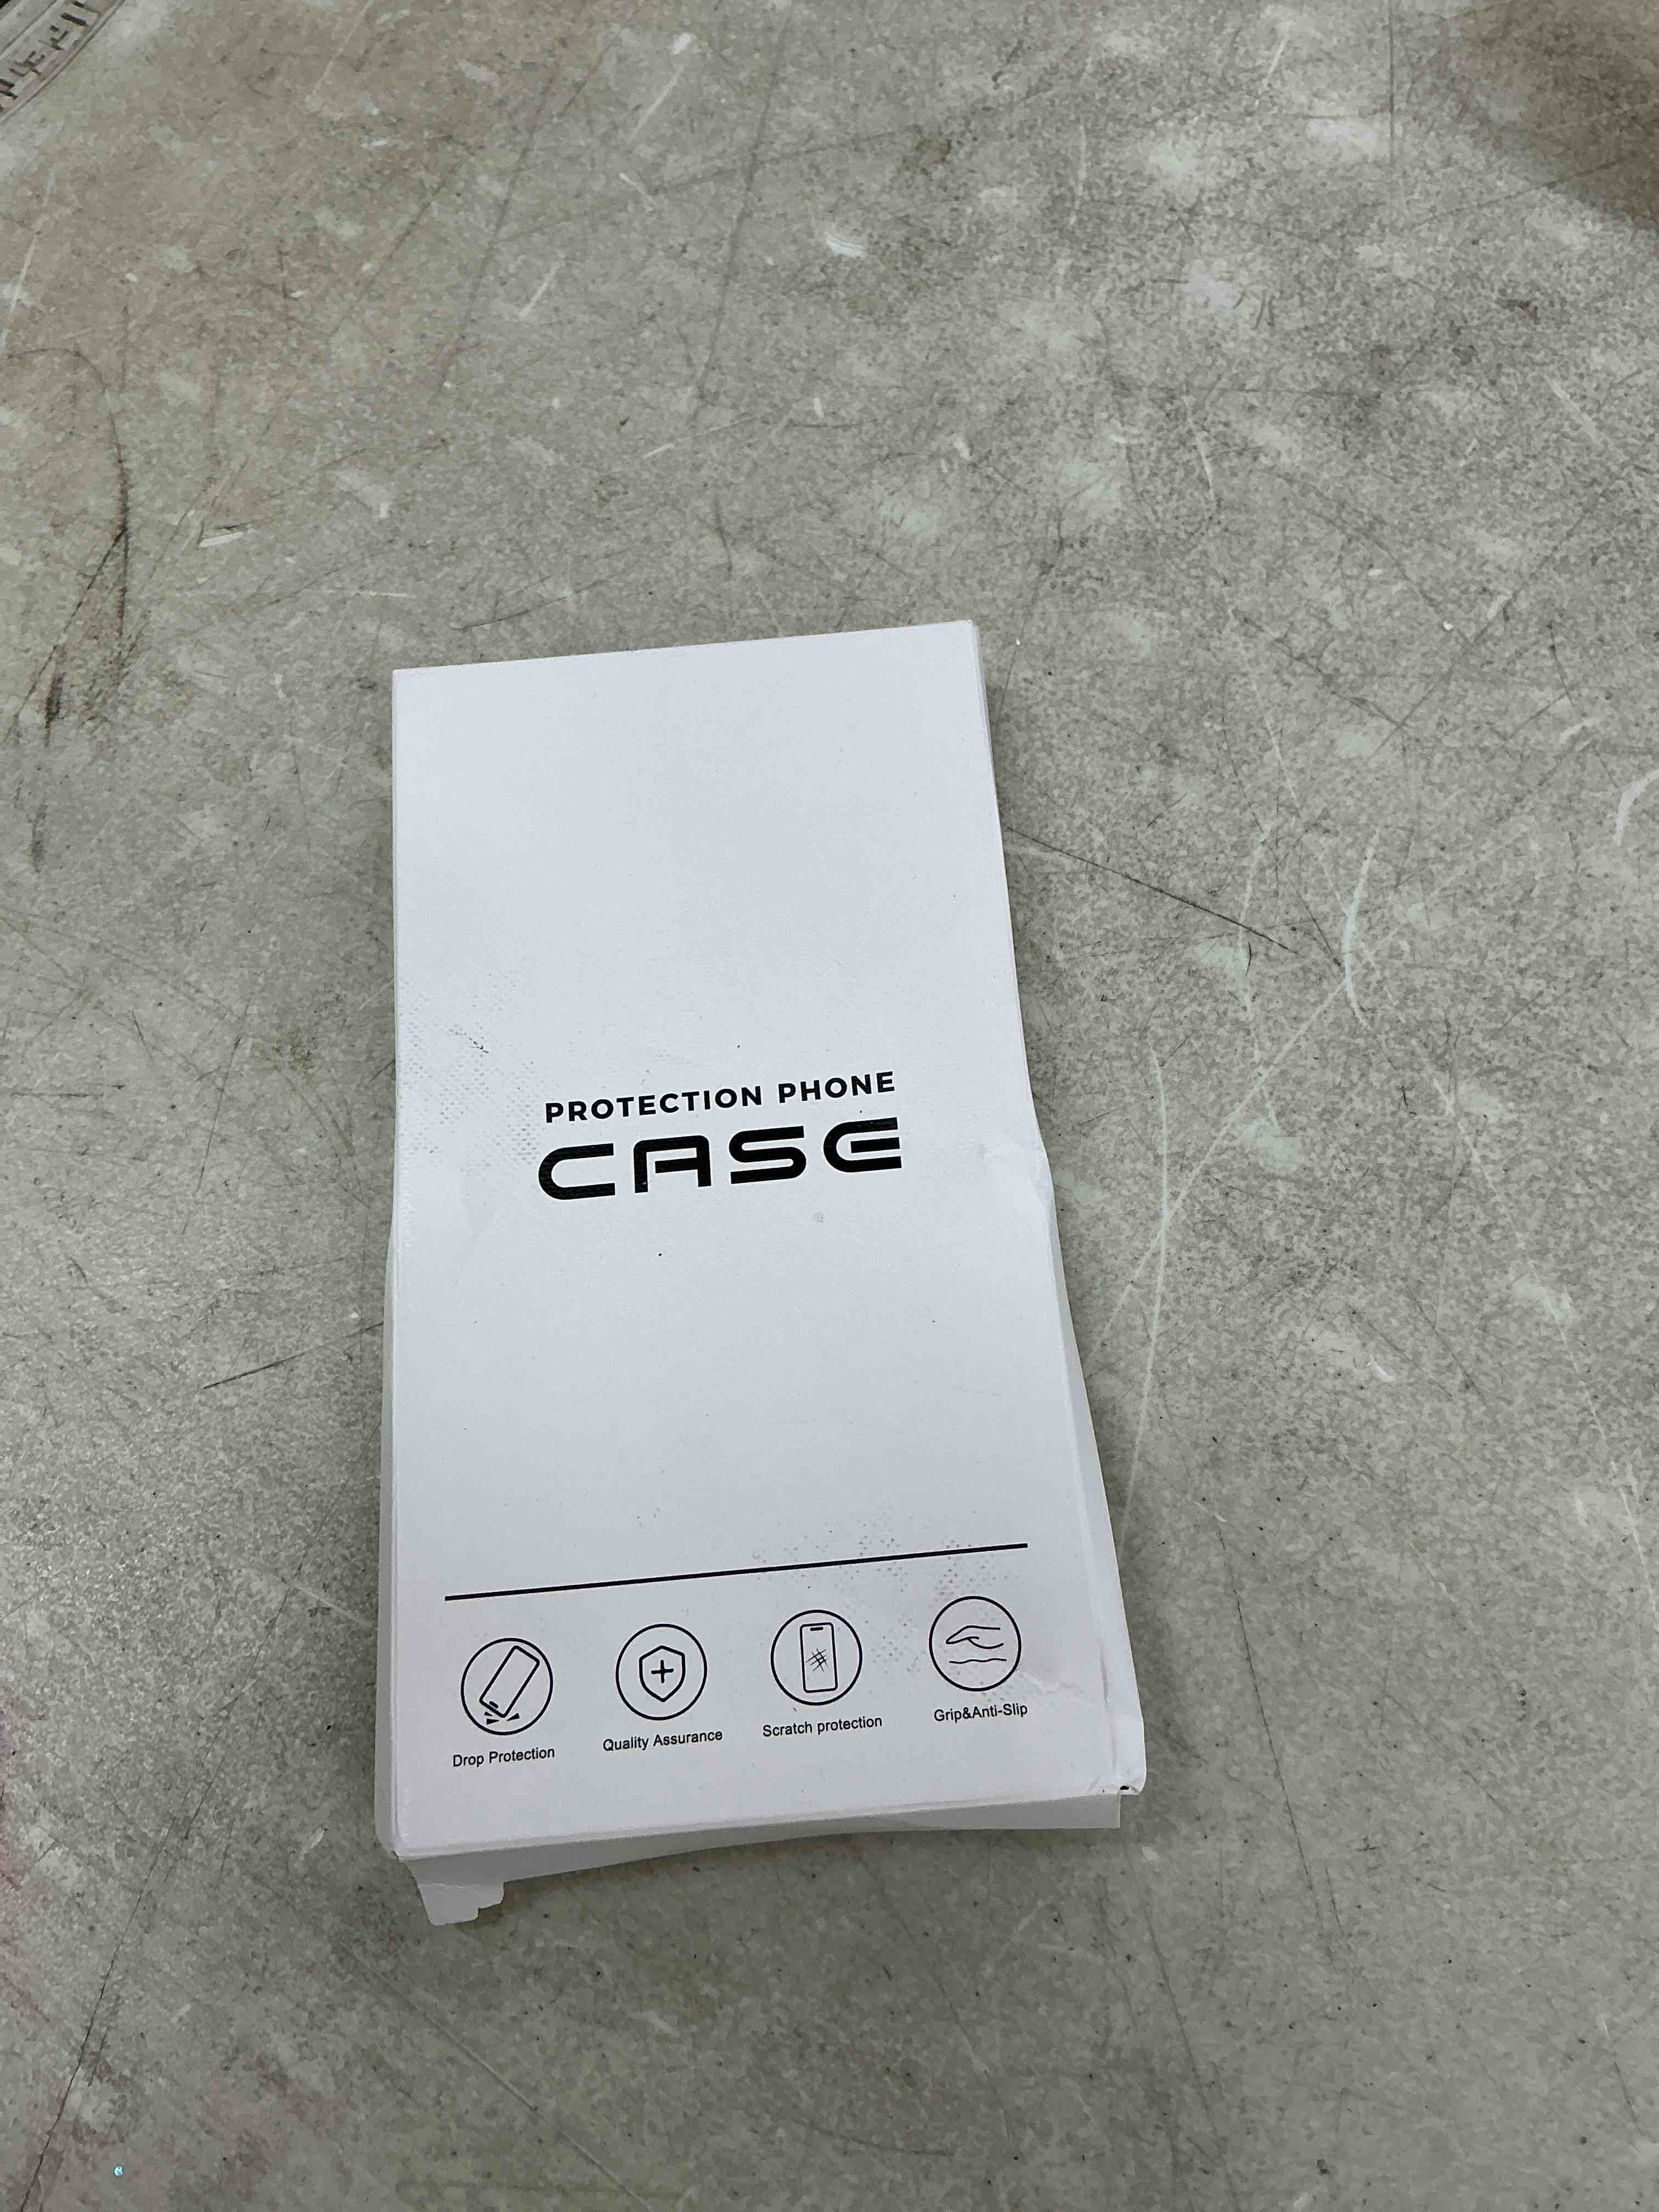 PROTECTION PHONE
CASE
Drop Protection
Quality Assurance
Scratch protection
Grip&Anti-Slip